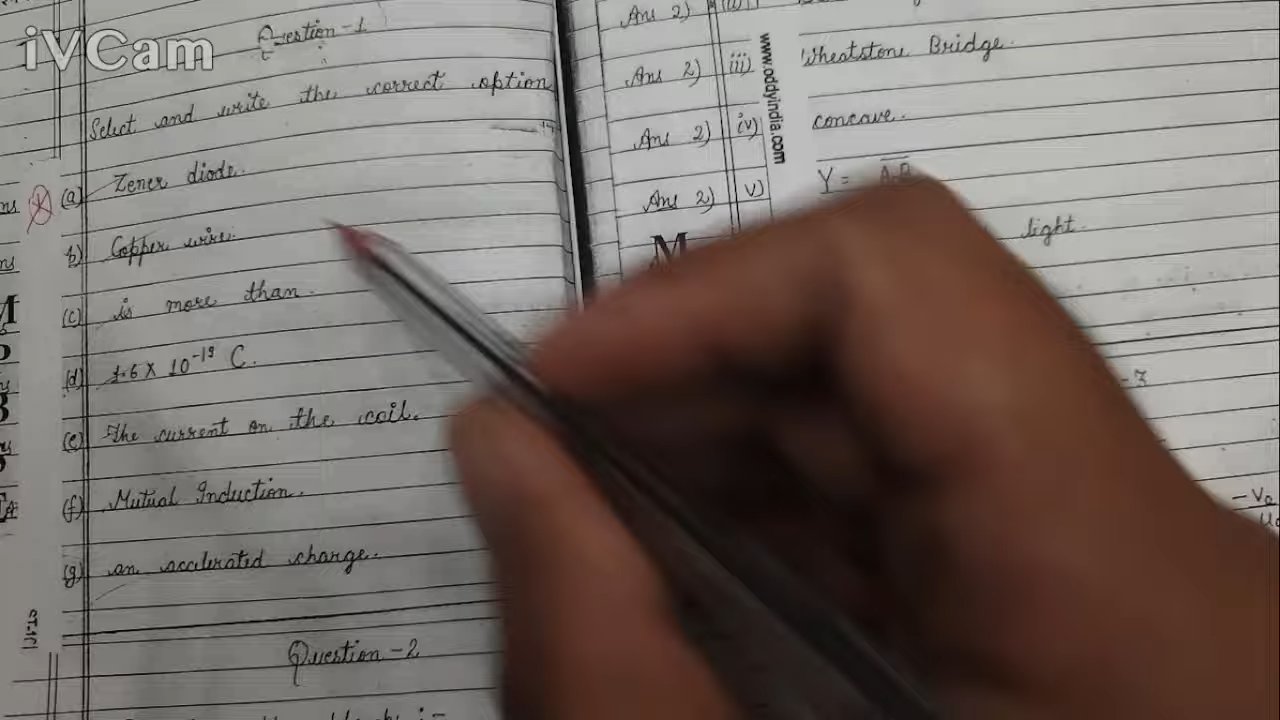 iVCam
Question-1
Select and write the correct option
(a) Zener diode.
b) Copper wire.
(c) is more than.
(d) 1.6 X 10⁻¹⁹ C.
(e) The current on the coil.
(f) Mutual Induction.
(g) an acclerated charge.
Question-2
Ans 2)
Ans 2) iii) Wheatstone Bridge.
Ans 2) iv) concave.
Ans 2) v) Y =
light.
www.oddyindia.com